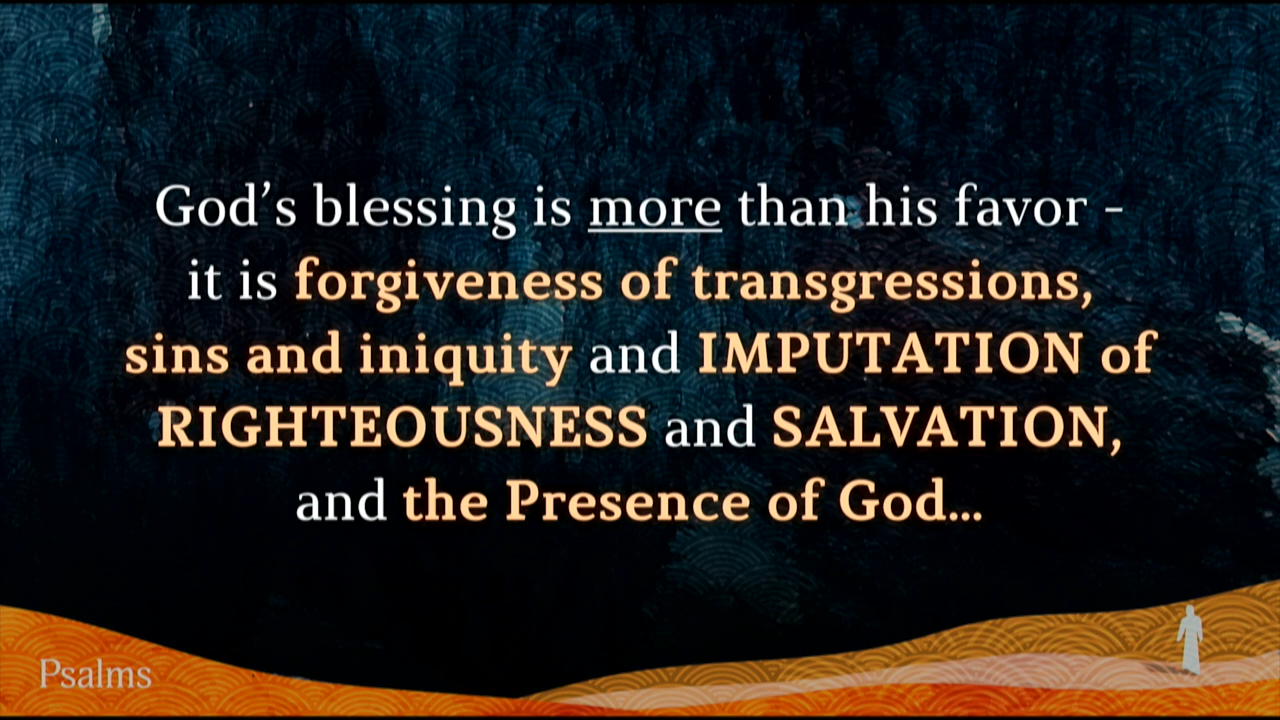 God’s blessing is more than his favor -
it is forgiveness of transgressions,
sins and iniquity and IMPUTATION of
RIGHTEOUSNESS and SALVATION,
and the Presence of God...
Psalms